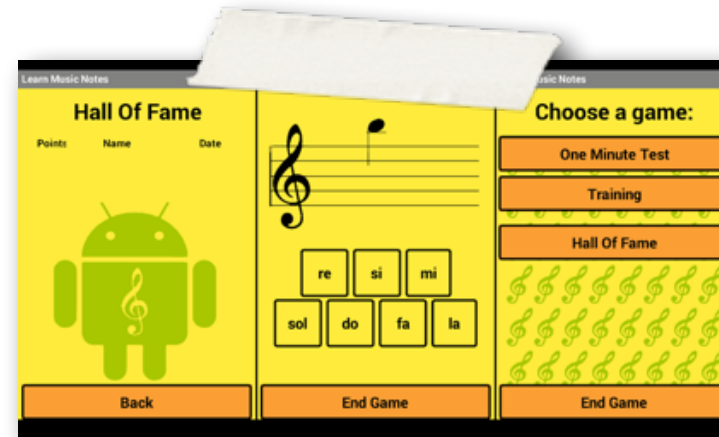 Learn Music Notes
Hall Of Fame
Points Name Date
Back
re si mi
sol do fa la
End Game
Music Notes
Choose a game:
One Minute Test
Training
Hall Of Fame
End Game